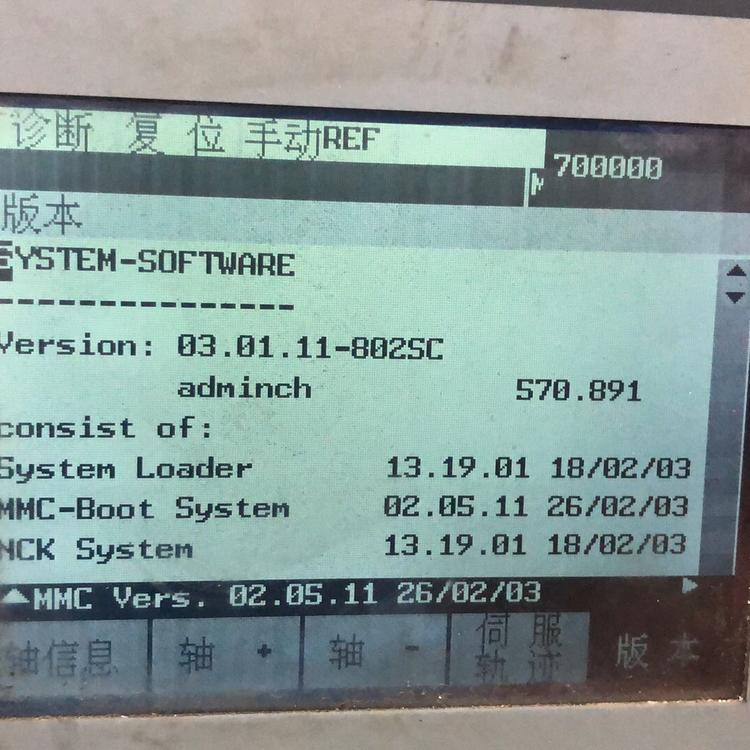 诊断 复位 手动REF
700000
版本
SYSTEM-SOFTWARE
---------------
Version: 03.01.11-802SC
adminch 570.891
consist of:
System Loader 13.19.01 18/02/03
MMC-Boot System 02.05.11 26/02/03
NCK System 13.19.01 18/02/03
MMC Vers. 02.05.11 26/02/03
轴信息 轴 + 轴 - 伺服轨迹 版本